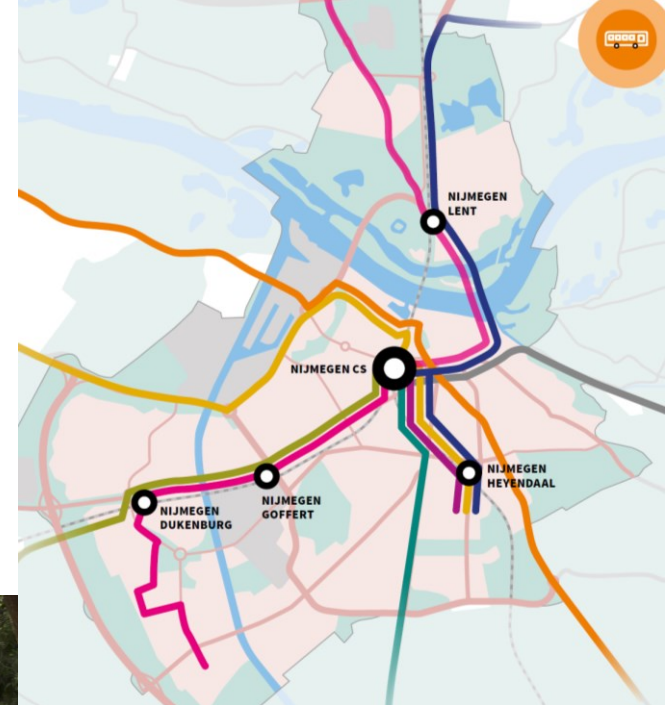 NIJMEGEN
LENT
NIJMEGEN CS
NIJMEGEN
HEYENDAAL
NIJMEGEN
GOFFERT
NIJMEGEN
DUKENBURG